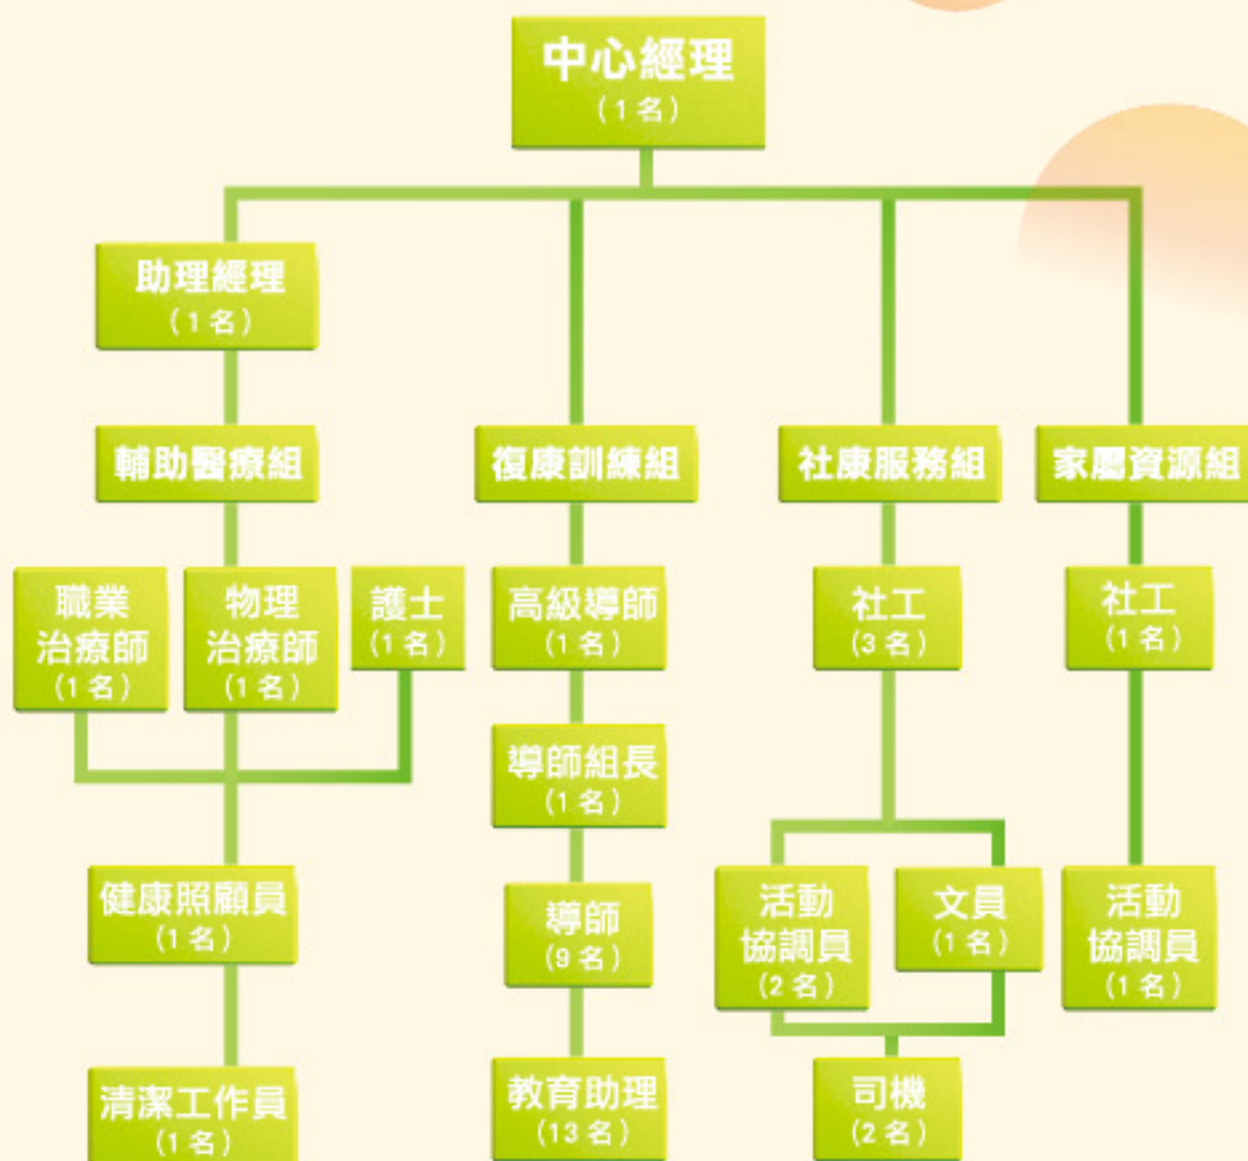 中心經理
（1 名）
助理經理
（1 名）
輔助醫療組
復康訓練組
社康服務組
家屬資源組
職業
治療師
（1 名）
物理
治療師
（1 名）
護士
（1 名）
高級導師
（1 名）
社工
（3 名）
社工
（1 名）
導師組長
（1 名）
健康照顧員
（1 名）
導師
（9 名）
活動
協調員
（2 名）
文員
（1 名）
活動
協調員
（1 名）
清潔工作員
（1 名）
教育助理
（13 名）
司機
（2 名）